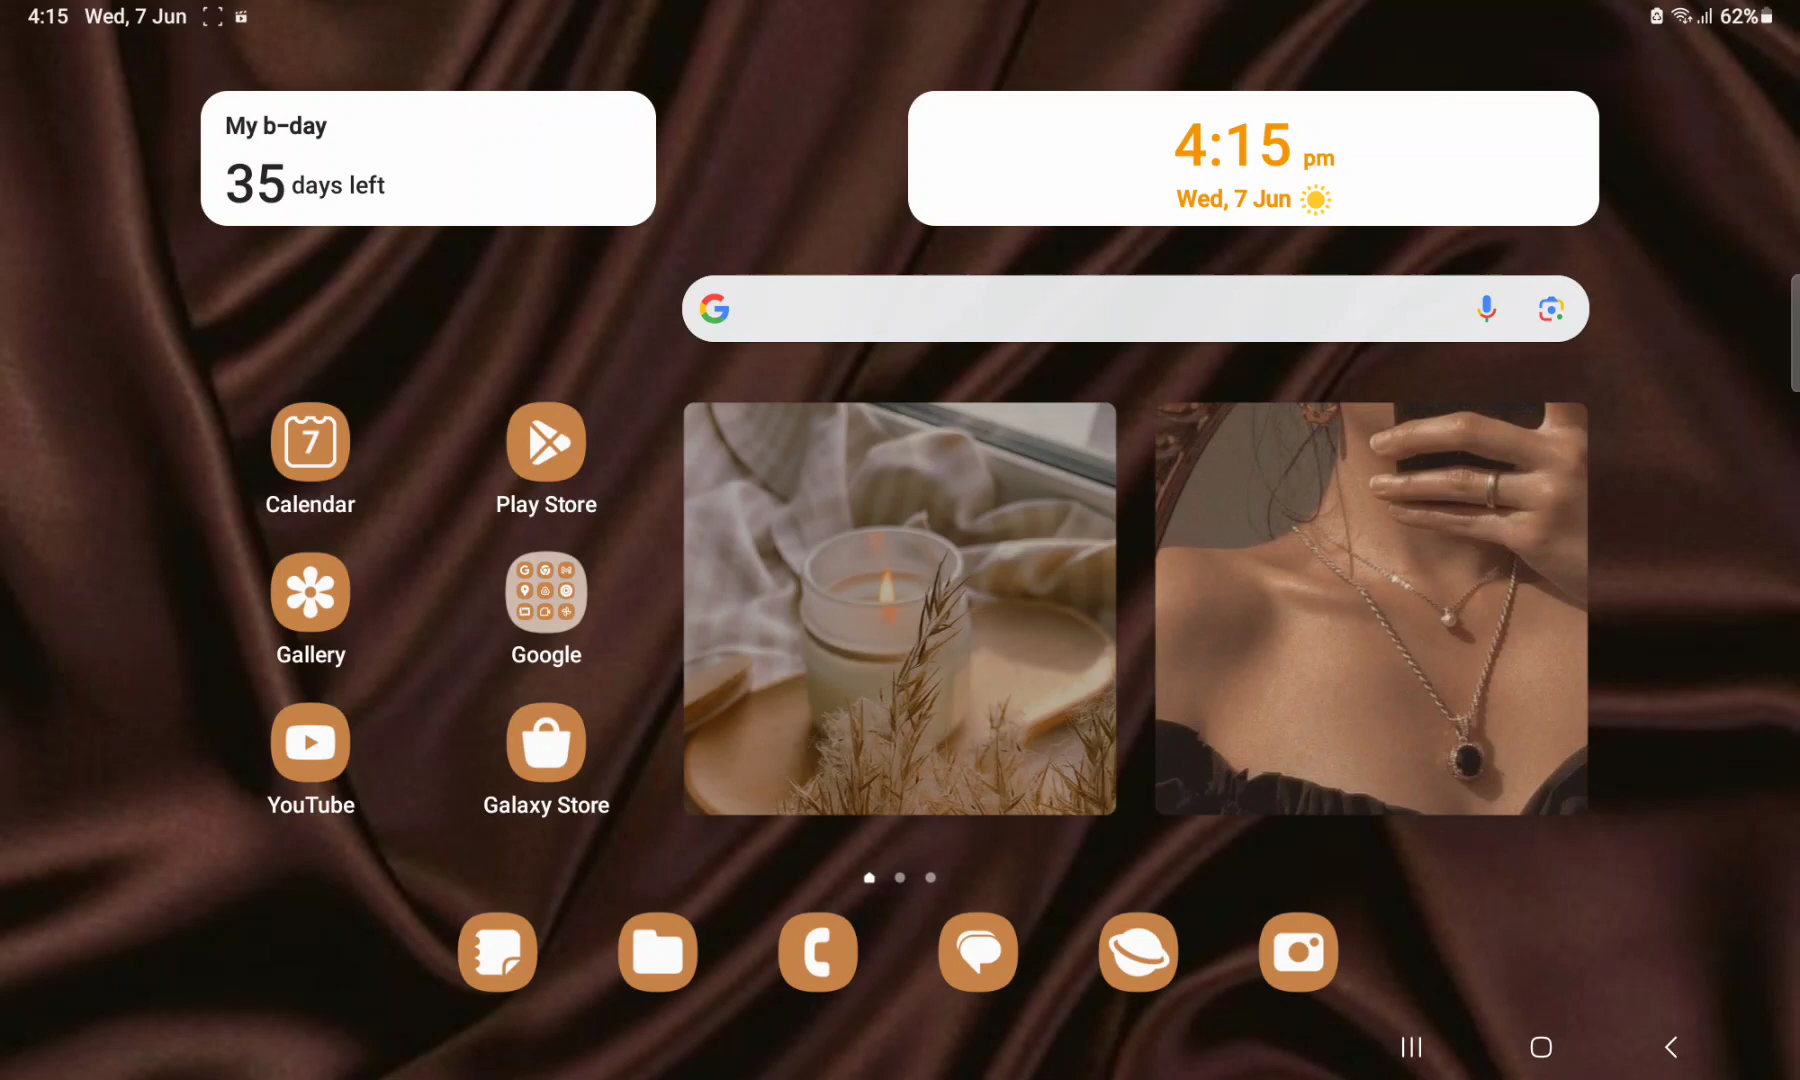 4:15 Wed, 7 Jun
62%
My b-day
35 days left
4:15 pm
Wed, 7 Jun
7
Calendar
Play Store
Gallery
Google
YouTube
Galaxy Store